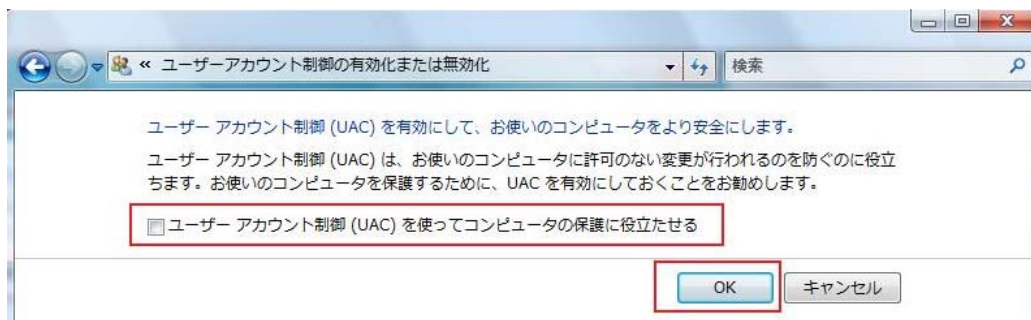 « ユーザーアカウント制御の有効化または無効化
検索
ユーザー アカウント制御 (UAC) を有効にして、お使いのコンピュータをより安全にします。
ユーザー アカウント制御 (UAC) は、お使いのコンピュータに許可のない変更が行われるのを防ぐのに役立
ちます。お使いのコンピュータを保護するために、UAC を有効にしておくことをお勧めします。
ユーザー アカウント制御 (UAC) を使ってコンピュータの保護に役立たせる
OK
キャンセル